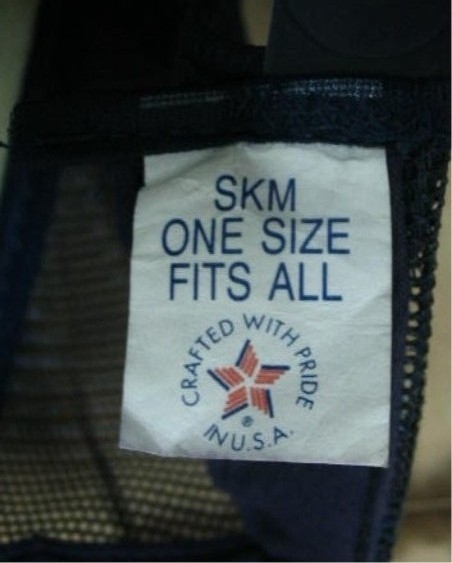 SKM
ONE SIZE
FITS ALL
CRAFTED WITH PRIDE
®
IN U.S.A.